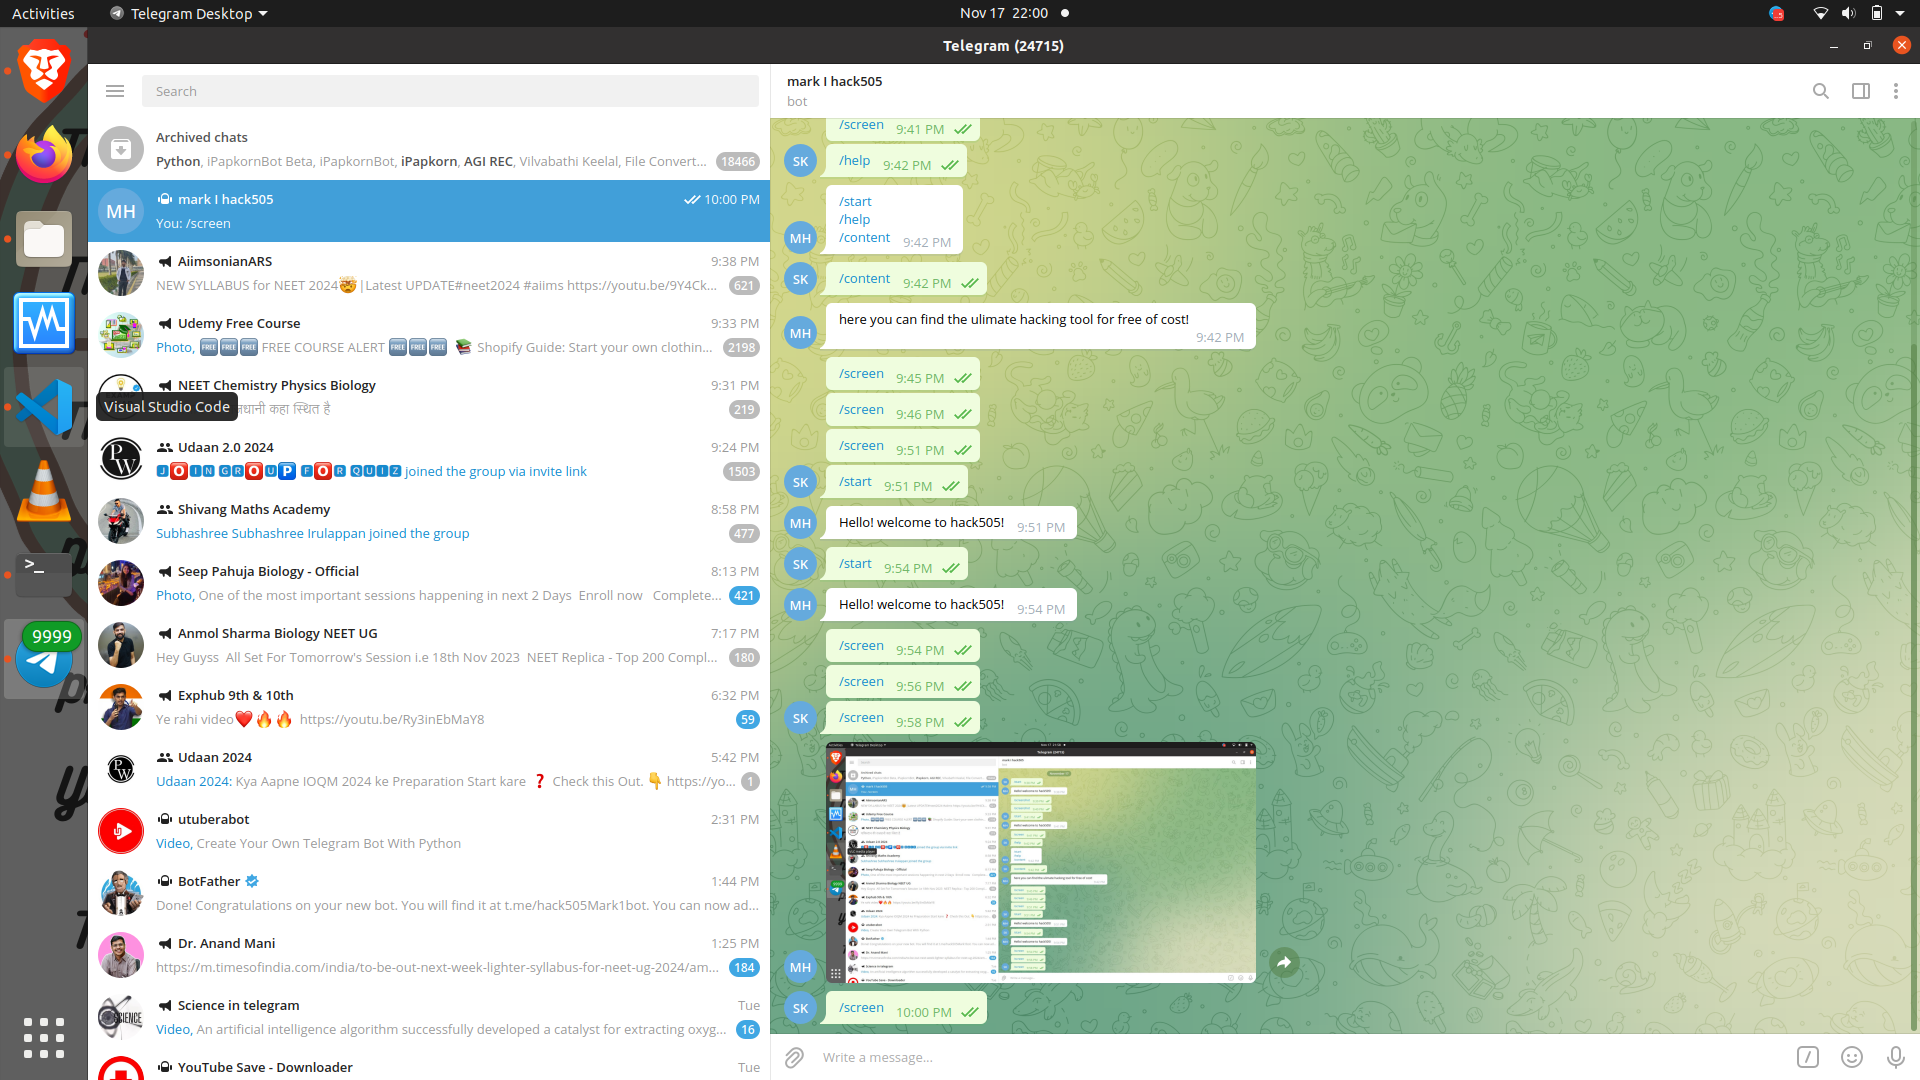 Activities
Telegram Desktop
Nov 17 22:00
Telegram (24715)
Search
Archived chats
Python, iPapkornBot Beta, iPapkornBot, iPapkorn, AGI REC, Vilvabathi Keelal, File Convert...
18466
MH
mark I hack505
10:00 PM
You: /screen
AiimsonianARS
9:38 PM
NEW SYLLABUS for NEET 2024🤯|Latest UPDATE#neet2024 #aiims https://youtu.be/9Y4Ck...
621
Udemy Free Course
9:33 PM
Photo, 🆓🆓🆓 FREE COURSE ALERT 🆓🆓🆓 📚 Shopify Guide: Start your own clothin...
2198
NEET Chemistry Physics Biology
9:31 PM
Visual Studio Code
कहा स्थित है
219
PW
Udaan 2.0 2024
9:24 PM
JOIN GROUP FOR QUIZ joined the group via invite link
1503
Shivang Maths Academy
8:58 PM
Subhashree Subhashree Irulappan joined the group
477
Seep Pahuja Biology - Official
8:13 PM
Photo, One of the most important sessions happening in next 2 Days Enroll now Complete...
421
9999
Anmol Sharma Biology NEET UG
7:17 PM
Hey Guyss All Set For Tomorrow's Session i.e 18th Nov 2023 NEET Replica - Top 200 Compl...
180
Exphub 9th & 10th
6:32 PM
Ye rahi video❤️🔥🔥 https://youtu.be/Ry3inEbMaY8
59
PW
Udaan 2024
5:42 PM
Udaan 2024: Kya Aapne IOQM 2024 ke Preparation Start kare ❓ Check this Out. 👇 https://yo...
1
utuberabot
2:31 PM
Video, Create Your Own Telegram Bot With Python
BotFather
1:44 PM
Done! Congratulations on your new bot. You will find it at t.me/hack505Mark1bot. You can now ad...
Dr. Anand Mani
1:25 PM
https://m.timesofindia.com/india/to-be-out-next-week-lighter-syllabus-for-neet-ug-2024/am...
184
SCIENCE
Science in telegram
Tue
Video, An artificial intelligence algorithm successfully developed a catalyst for extracting oxyg...
16
YouTube Save - Downloader
Tue
mark I hack505
bot
/screen 9:41 PM
SK
/help 9:42 PM
/start
/help
/content 9:42 PM
MH
SK
/content 9:42 PM
here you can find the ulimate hacking tool for free of cost!
9:42 PM
MH
/screen 9:45 PM
/screen 9:46 PM
/screen 9:51 PM
SK
/start 9:51 PM
MH
Hello! welcome to hack505! 9:51 PM
SK
/start 9:54 PM
MH
Hello! welcome to hack505! 9:54 PM
/screen 9:54 PM
/screen 9:56 PM
SK
/screen 9:58 PM
MH
SK
/screen 10:00 PM
Write a message...